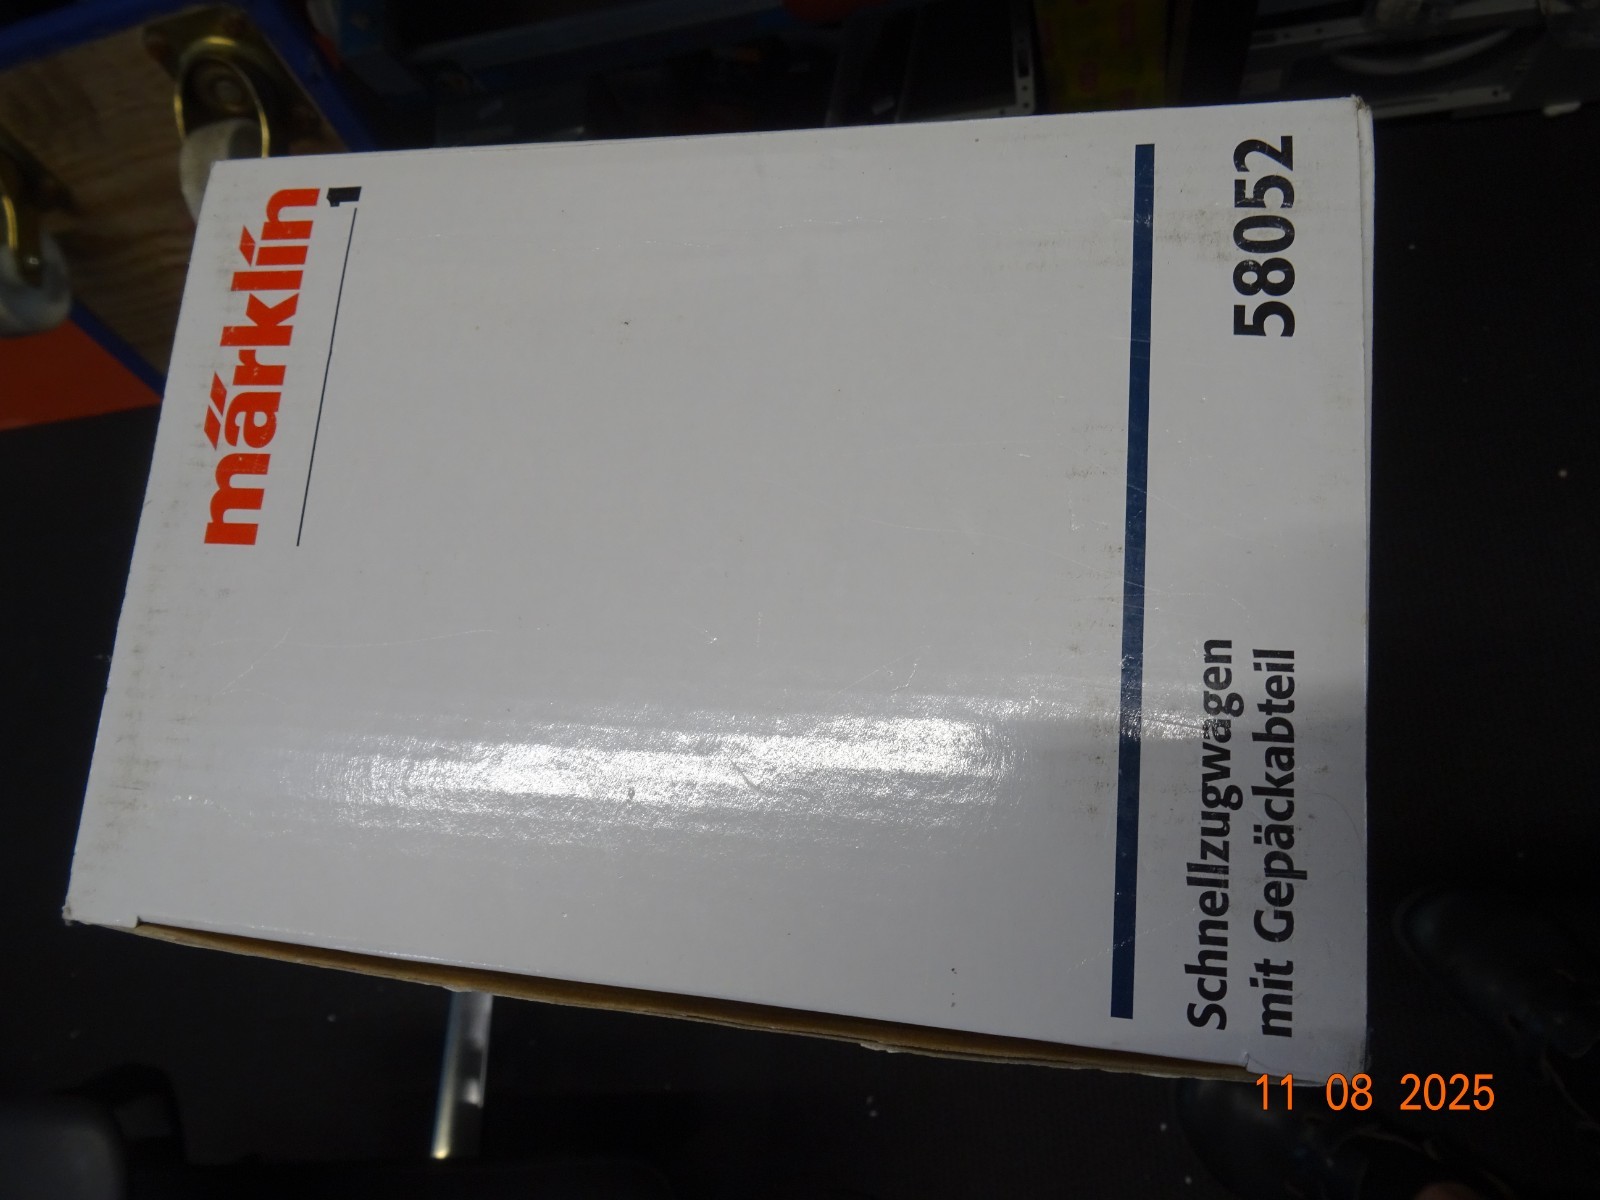 märklin
1
58052
Schnellzugwagen
mit Gepäckabteil
11 08 2025